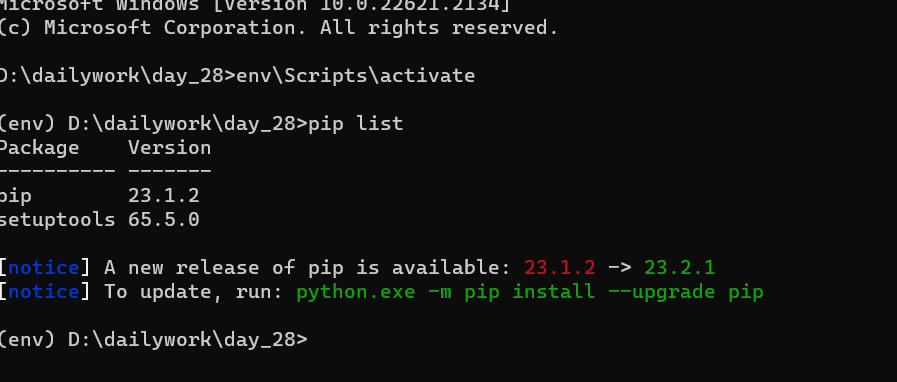 Microsoft Windows [Version 10.0.22621.2134]
(c) Microsoft Corporation. All rights reserved.
D:\dailywork\day_28>env\Scripts\activate
(env) D:\dailywork\day_28>pip list
Package    Version
---------- -------
pip        23.1.2
setuptools 65.5.0
[notice] A new release of pip is available: 23.1.2 -> 23.2.1
[notice] To update, run: python.exe -m pip install --upgrade pip
(env) D:\dailywork\day_28>